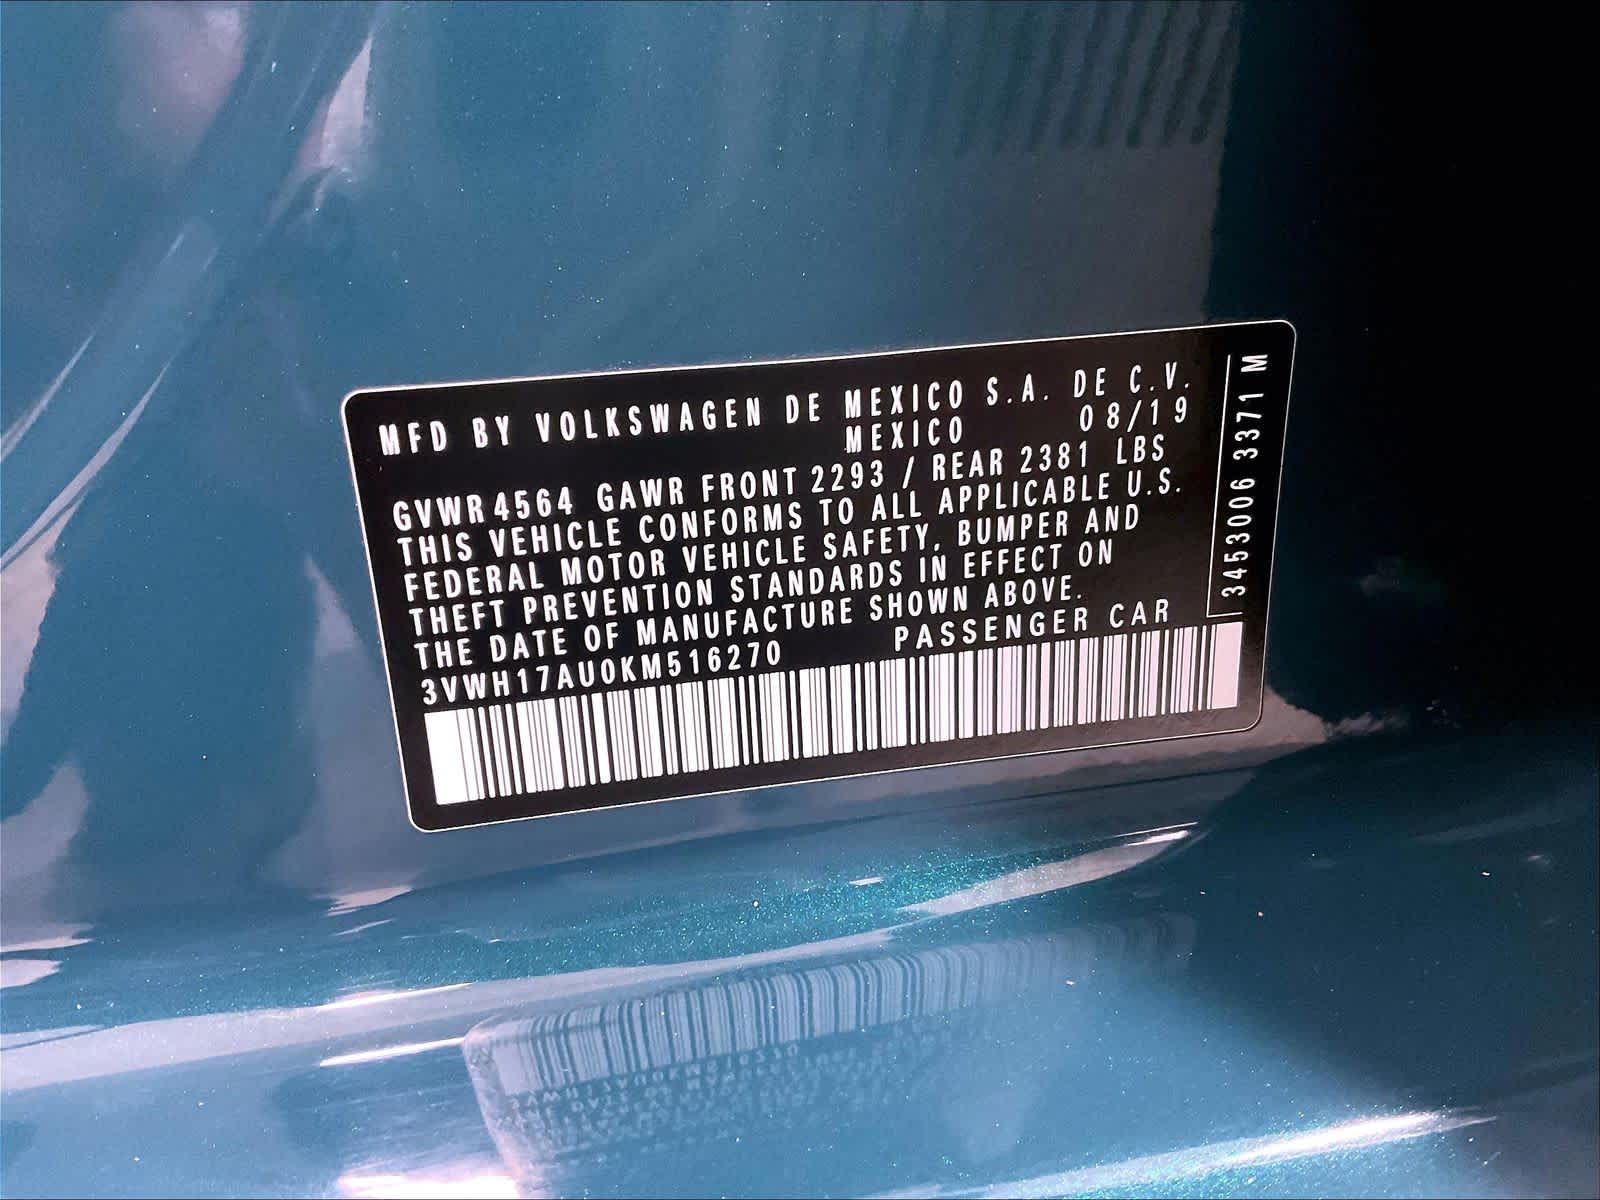 MFD BY VOLKSWAGEN DE MEXICO S.A. DE C.V.
MEXICO 08/19
GVWR 4564 GAWR FRONT 2293 / REAR 2381 LBS
THIS VEHICLE CONFORMS TO ALL APPLICABLE U.S.
FEDERAL MOTOR VEHICLE SAFETY, BUMPER AND
THEFT PREVENTION STANDARDS IN EFFECT ON
THE DATE OF MANUFACTURE SHOWN ABOVE.
3VWH17AU0KM516270 PASSENGER CAR
3453006 3371 M